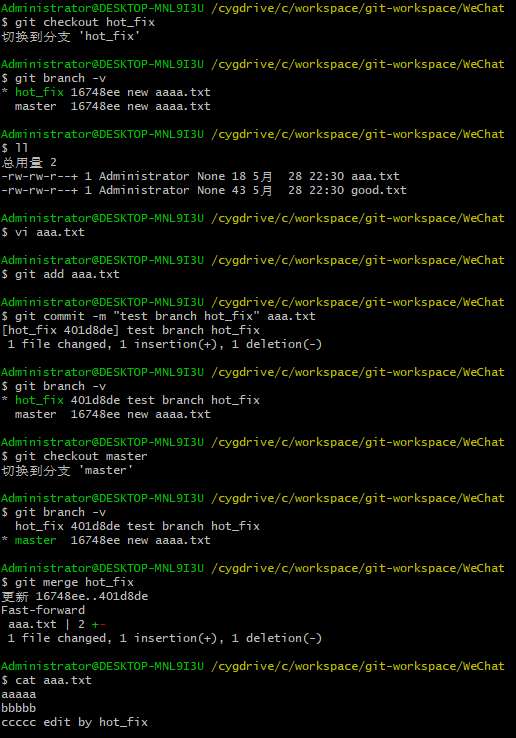 Administrator@DESKTOP-MNL9I3U /cygdrive/c/workspace/git-workspace/WeChat
$ git checkout hot_fix
切换到分支 'hot_fix'
Administrator@DESKTOP-MNL9I3U /cygdrive/c/workspace/git-workspace/WeChat
$ git branch -v
* hot_fix 16748ee new aaaa.txt
  master  16748ee new aaaa.txt
Administrator@DESKTOP-MNL9I3U /cygdrive/c/workspace/git-workspace/WeChat
$ ll
总用量 2
-rw-rw-r--+ 1 Administrator None 18 5月  28 22:30 aaa.txt
-rw-rw-r--+ 1 Administrator None 43 5月  28 22:30 good.txt
Administrator@DESKTOP-MNL9I3U /cygdrive/c/workspace/git-workspace/WeChat
$ vi aaa.txt
Administrator@DESKTOP-MNL9I3U /cygdrive/c/workspace/git-workspace/WeChat
$ git add aaa.txt
Administrator@DESKTOP-MNL9I3U /cygdrive/c/workspace/git-workspace/WeChat
$ git commit -m "test branch hot_fix" aaa.txt
[hot_fix 401d8de] test branch hot_fix
 1 file changed, 1 insertion(+), 1 deletion(-)
Administrator@DESKTOP-MNL9I3U /cygdrive/c/workspace/git-workspace/WeChat
$ git branch -v
* hot_fix 401d8de test branch hot_fix
  master  16748ee new aaaa.txt
Administrator@DESKTOP-MNL9I3U /cygdrive/c/workspace/git-workspace/WeChat
$ git checkout master
切换到分支 'master'
Administrator@DESKTOP-MNL9I3U /cygdrive/c/workspace/git-workspace/WeChat
$ git branch -v
  hot_fix 401d8de test branch hot_fix
* master  16748ee new aaaa.txt
Administrator@DESKTOP-MNL9I3U /cygdrive/c/workspace/git-workspace/WeChat
$ git merge hot_fix
更新 16748ee..401d8de
Fast-forward
 aaa.txt | 2 +-
 1 file changed, 1 insertion(+), 1 deletion(-)
Administrator@DESKTOP-MNL9I3U /cygdrive/c/workspace/git-workspace/WeChat
$ cat aaa.txt
aaaaa
bbbbb
ccccc edit by hot_fix